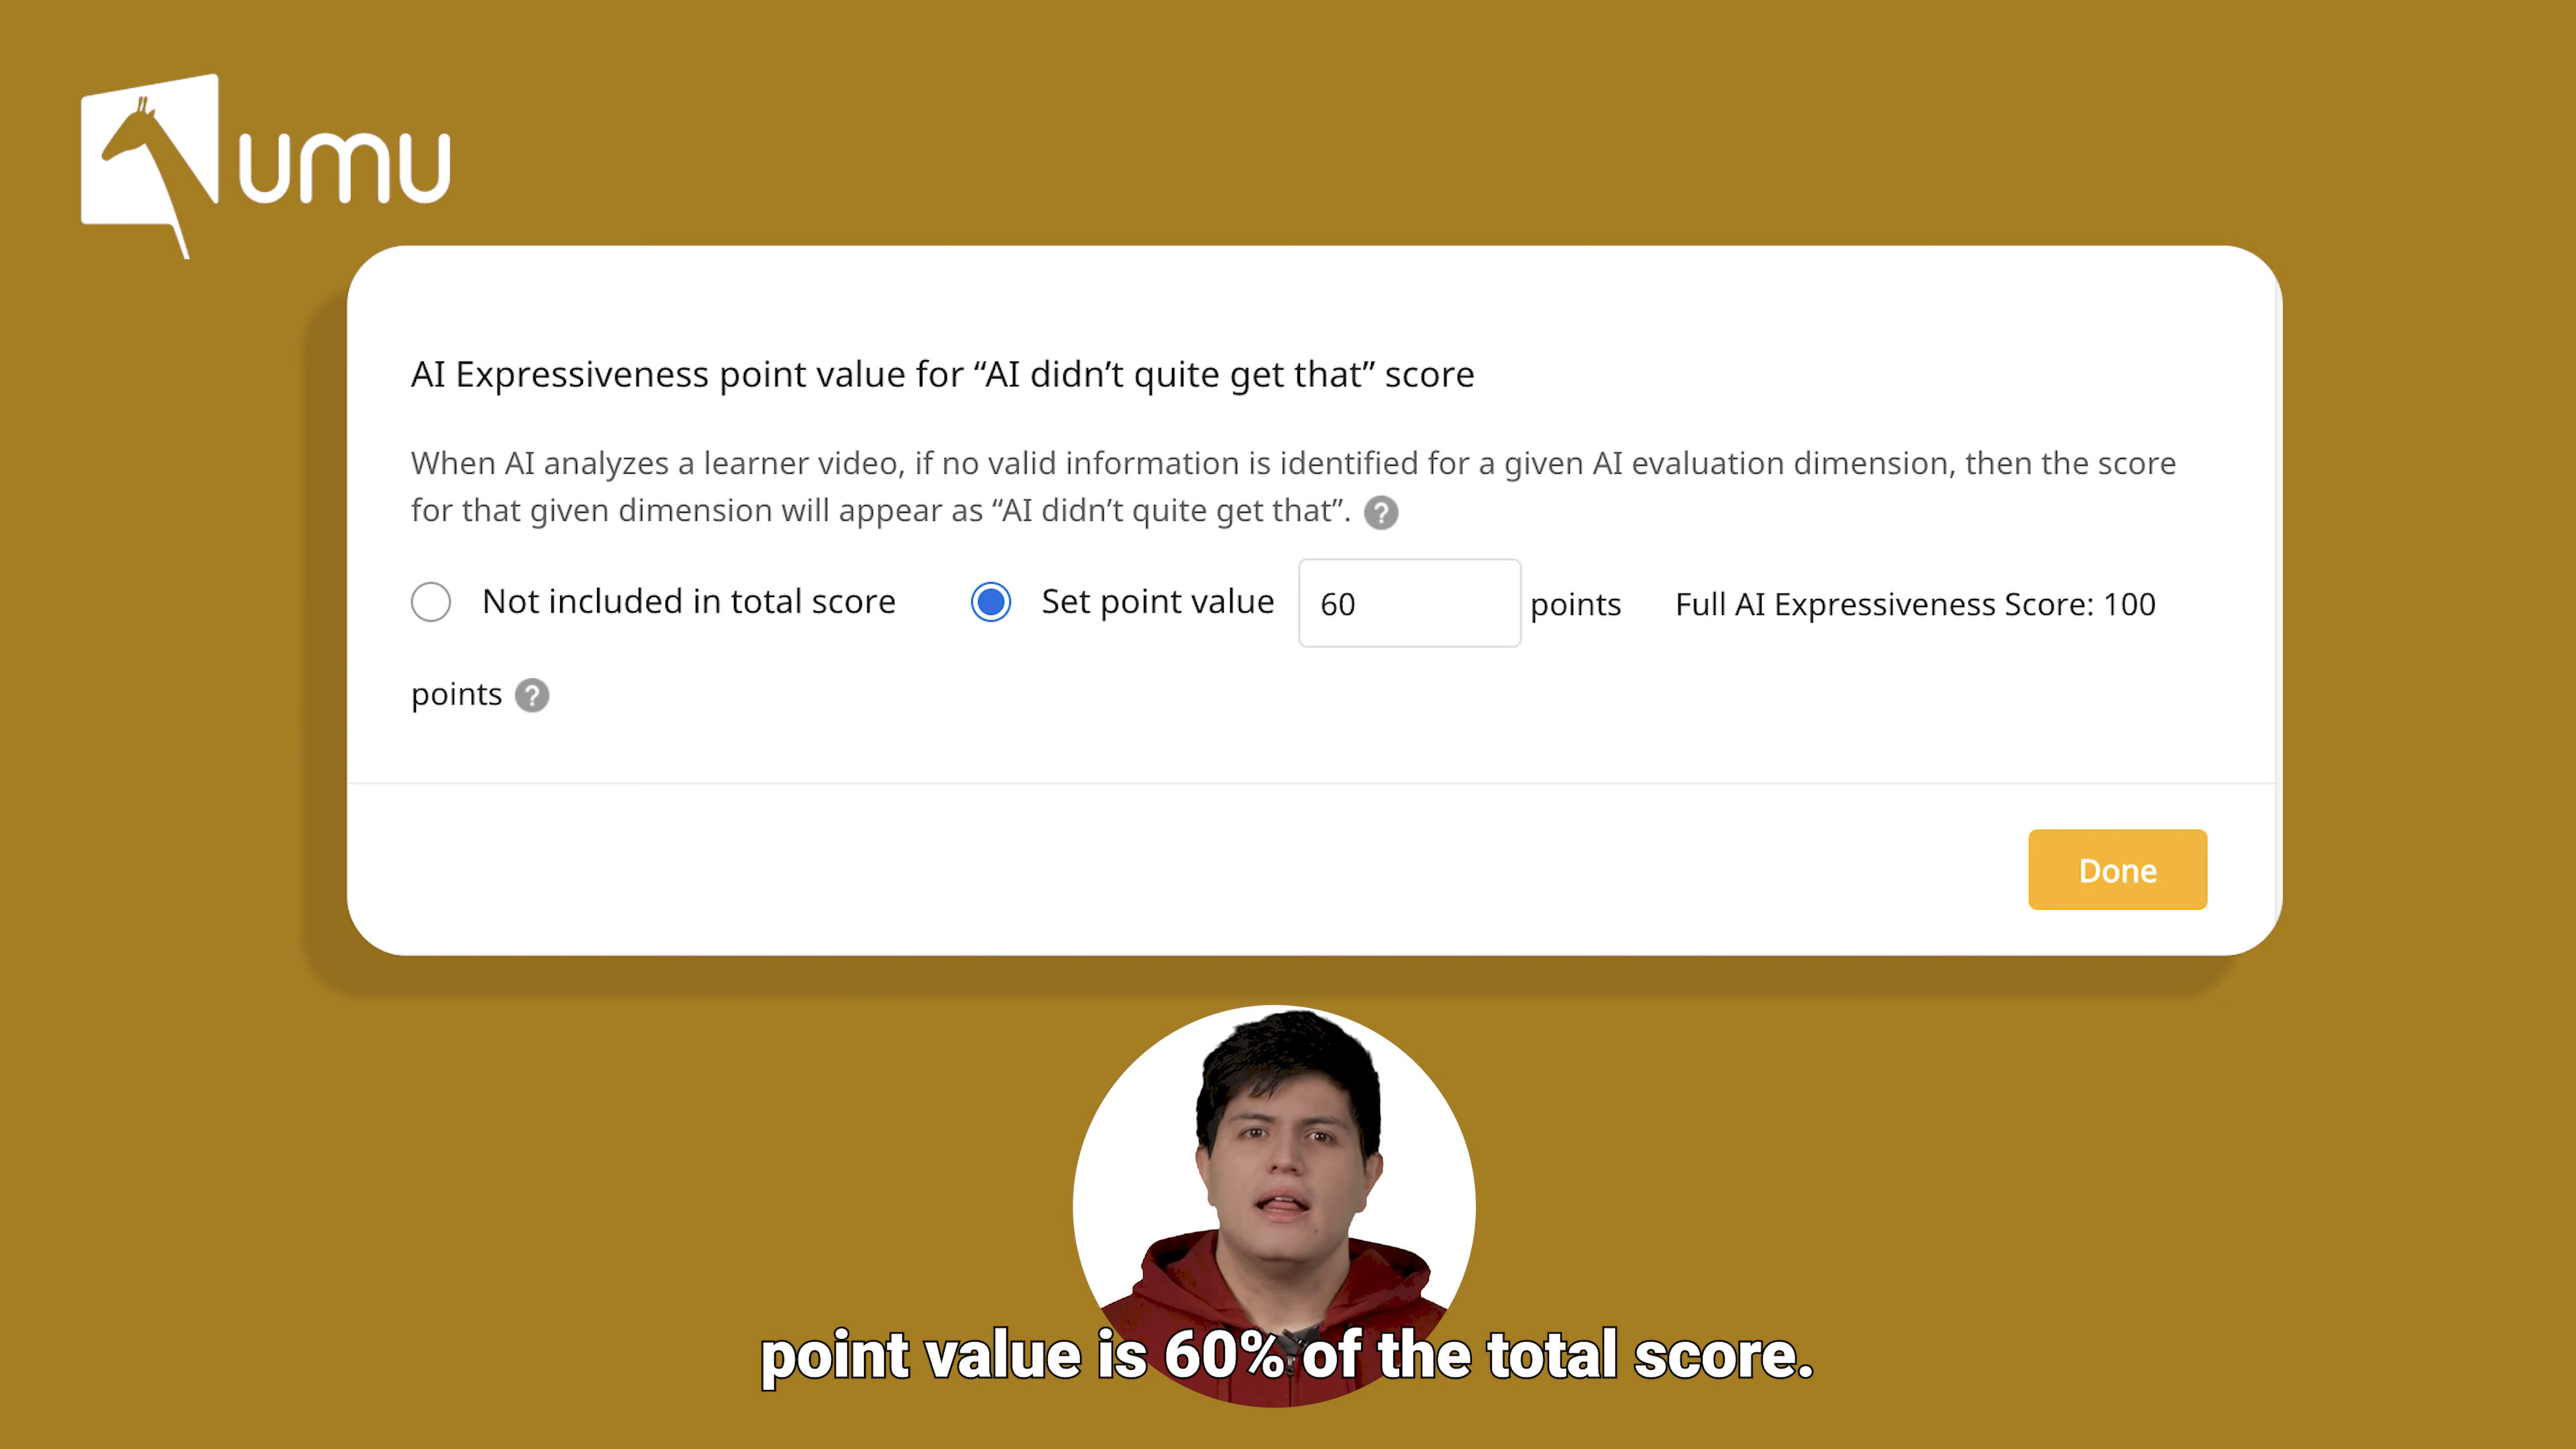 umu
AI Expressiveness point value for “AI didn’t quite get that” score
When AI analyzes a learner video, if no valid information is identified for a given AI evaluation dimension, then the score
for that given dimension will appear as “AI didn’t quite get that”. ?
Not included in total score Set point value 60 points Full AI Expressiveness Score: 100
points ?
Done
point value is 60% of the total score.